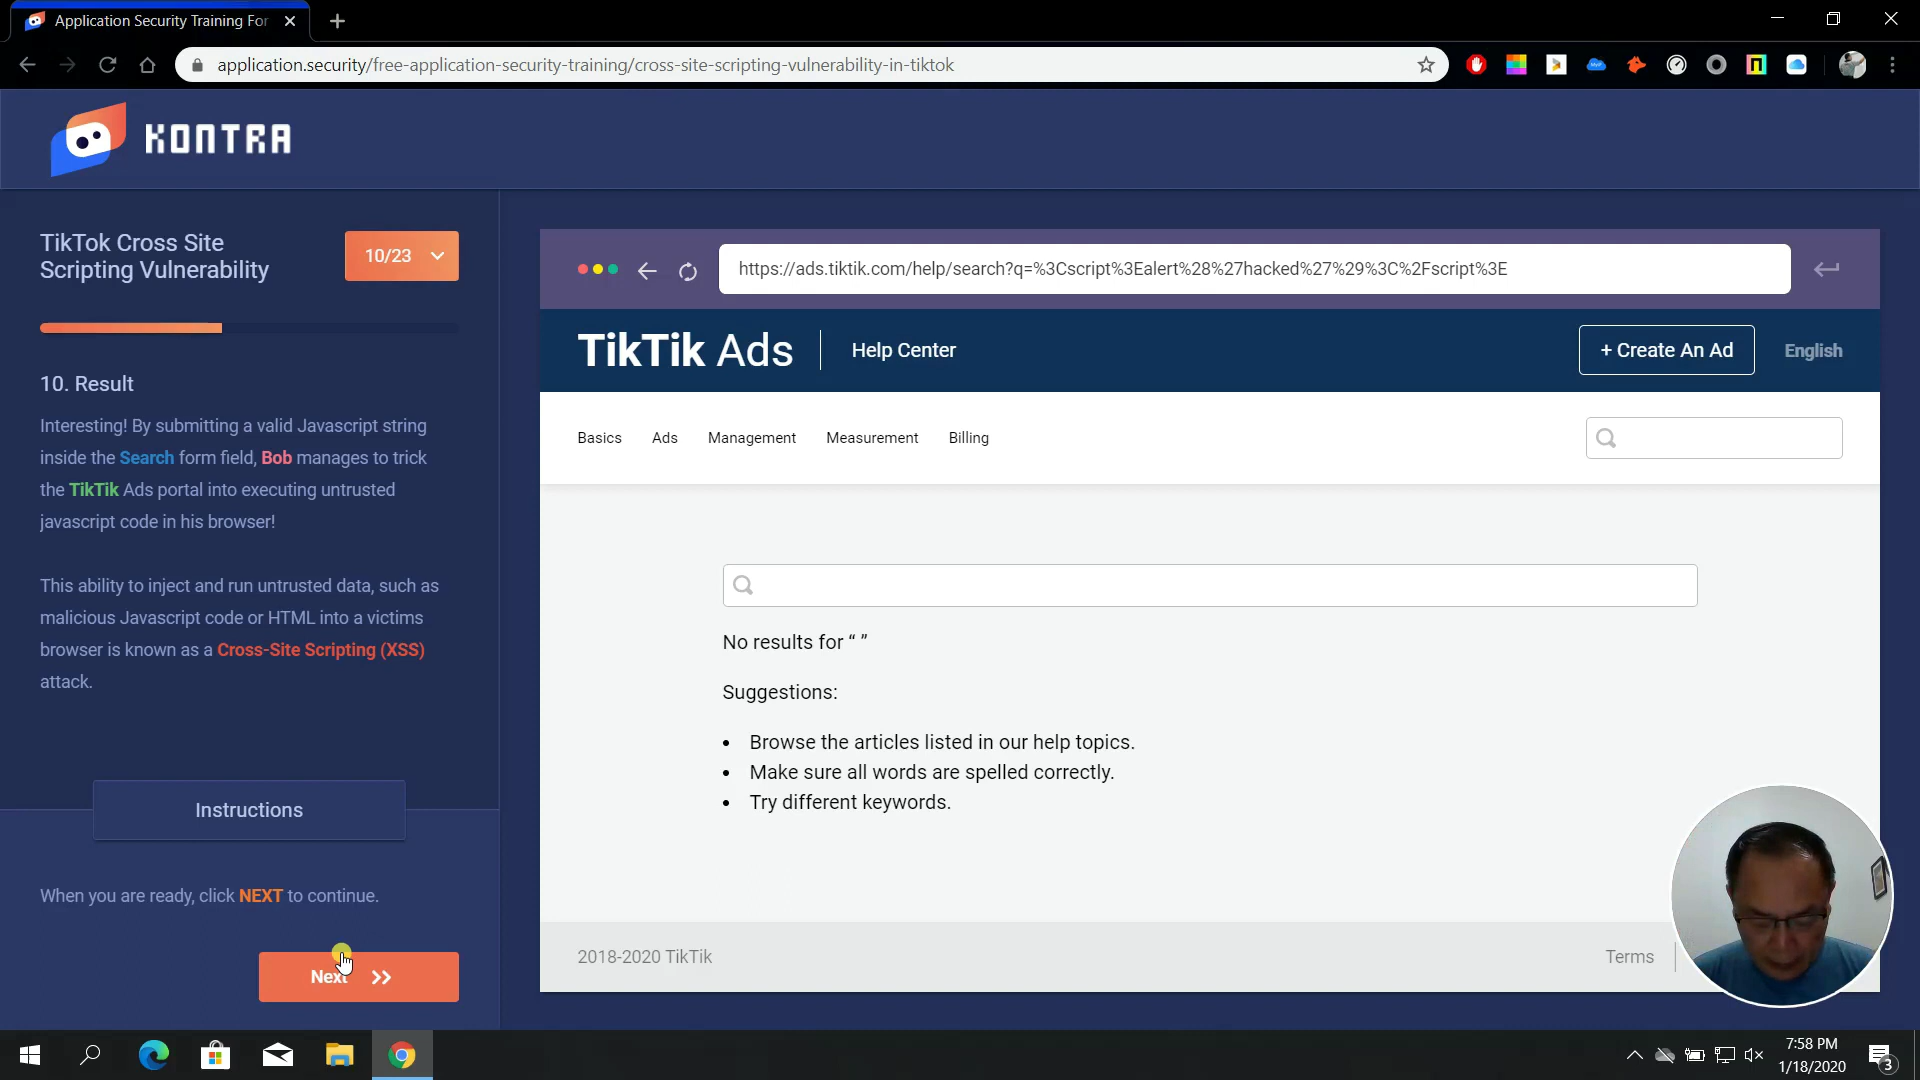 Application Security Training For
application.security/free-application-security-training/cross-site-scripting-vulnerability-in-tiktok
KONTRA
TikTok Cross Site
Scripting Vulnerability
10/23
10. Result
Interesting! By submitting a valid Javascript string
inside the Search form field, Bob manages to trick
the TikTik Ads portal into executing untrusted
javascript code in his browser!
This ability to inject and run untrusted data, such as
malicious Javascript code or HTML into a victims
browser is known as a Cross-Site Scripting (XSS)
attack.
Instructions
When you are ready, click NEXT to continue.
Next
https://ads.tiktik.com/help/search?q=%3Cscript%3Ealert%28%27hacked%27%29%3C%2Fscript%3E
TikTik Ads
Help Center
+ Create An Ad
English
Basics
Ads
Management
Measurement
Billing
No results for “ ”
Suggestions:
• Browse the articles listed in our help topics.
• Make sure all words are spelled correctly.
• Try different keywords.
2018-2020 TikTik
Terms
7:58 PM
1/18/2020
3